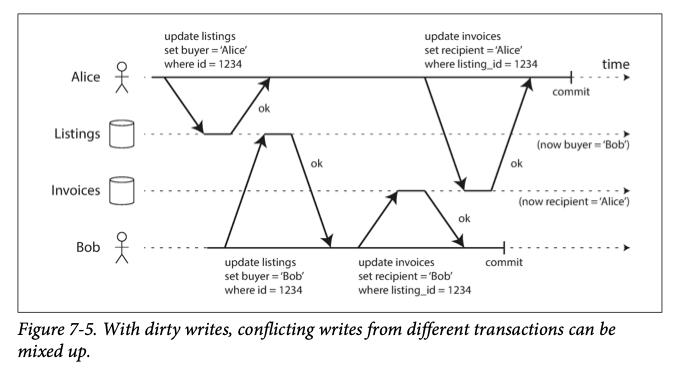 update listings
set buyer = 'Alice'
where id = 1234
update invoices
set recipient = 'Alice'
where listing_id = 1234
time
Alice
commit
ok
Listings
(now buyer = 'Bob')
ok
ok
Invoices
(now recipient = 'Alice')
ok
Bob
commit
update listings
set buyer = 'Bob'
where id = 1234
update invoices
set recipient = 'Bob'
where listing_id = 1234
Figure 7-5. With dirty writes, conflicting writes from different transactions can be
mixed up.